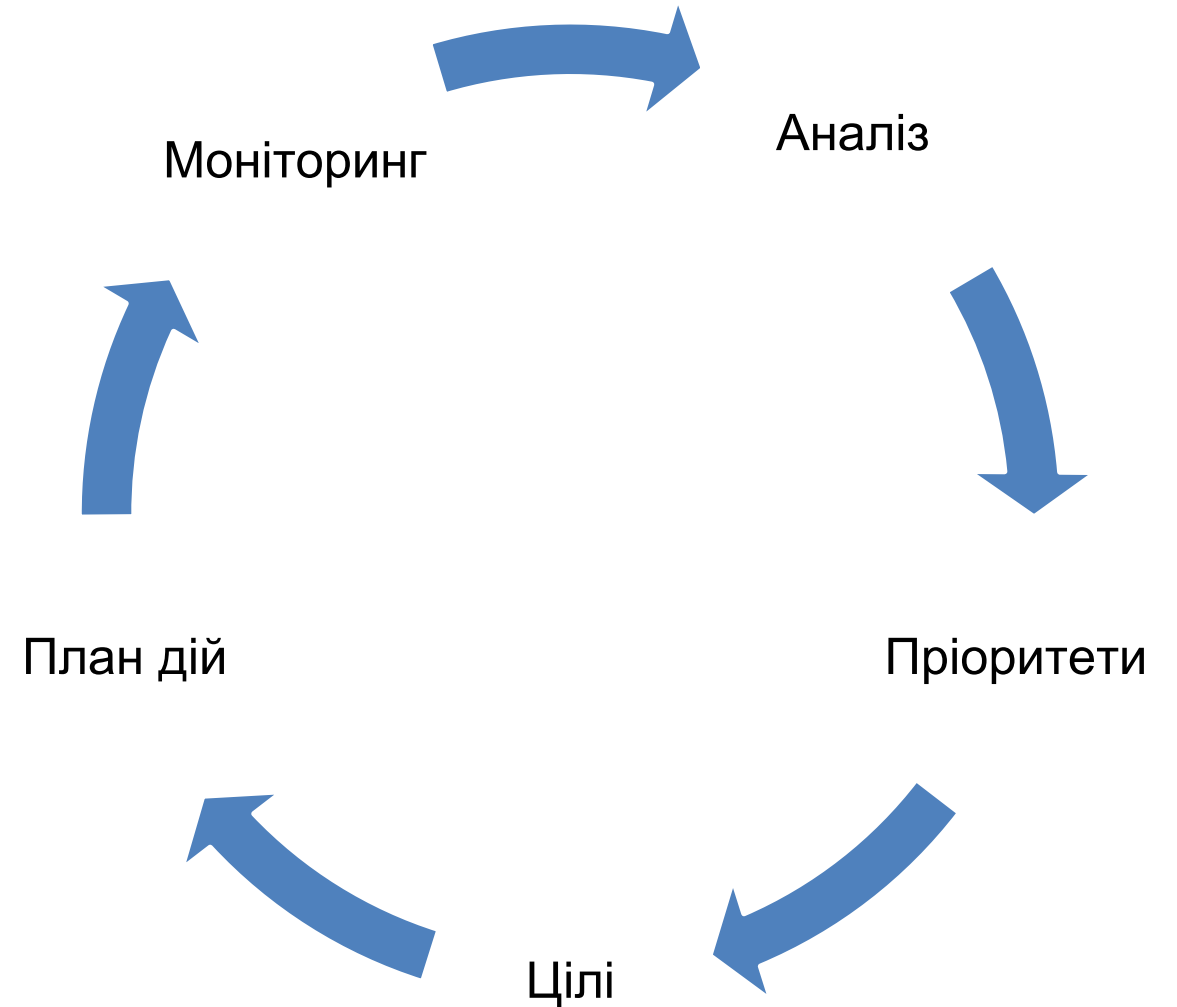 Моніторинг
Аналіз
План дій
Пріоритети
Цілі